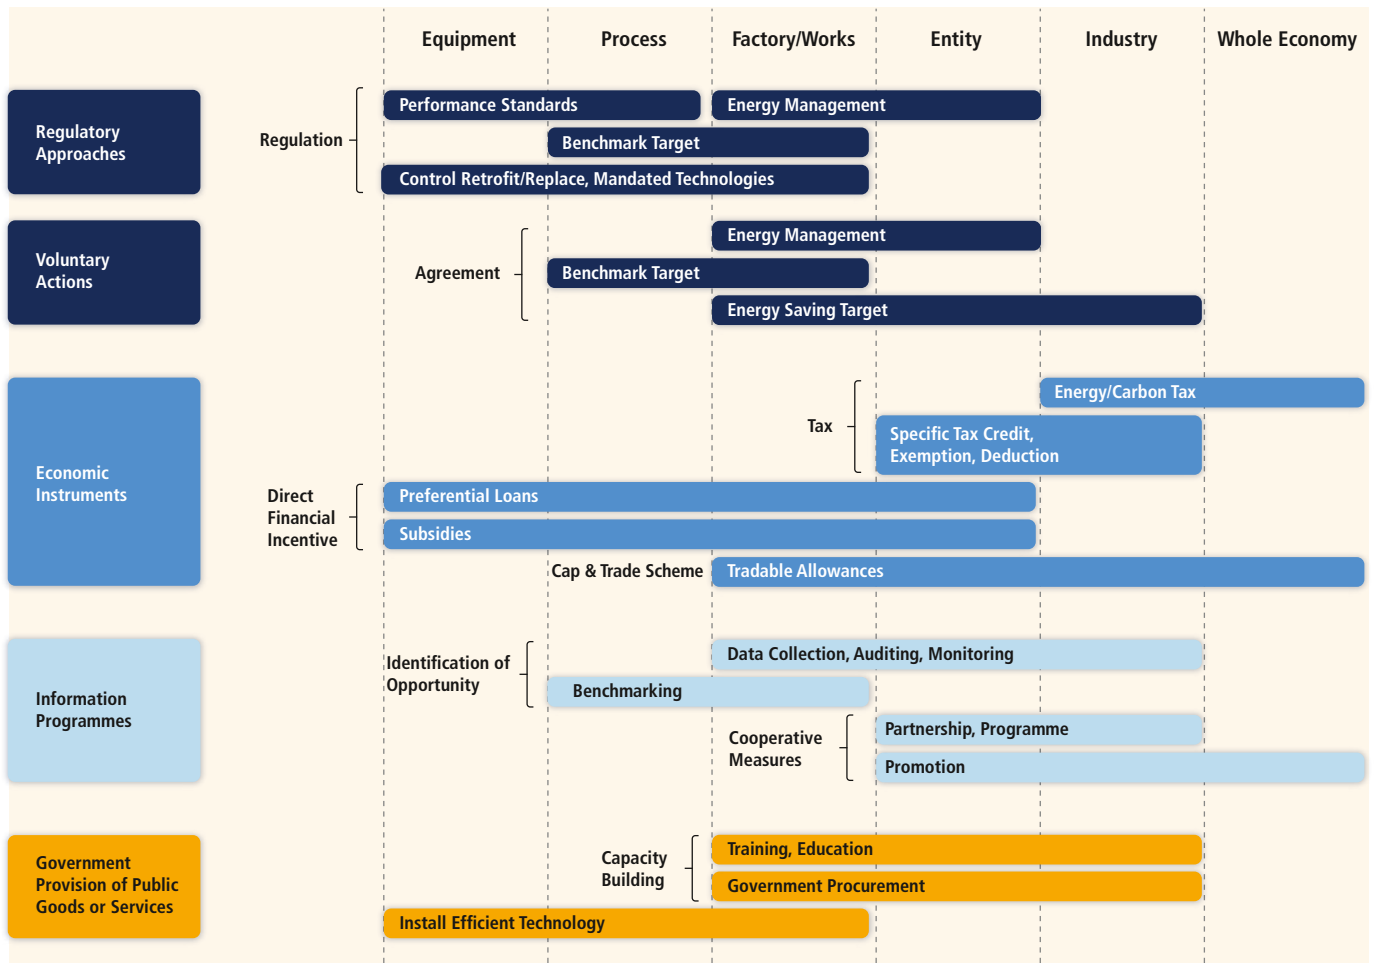 Equipment
Process
Factory/Works
Entity
Industry
Whole Economy
Regulatory
Approaches
Regulation
Performance Standards
Energy Management
Benchmark Target
Control Retrofit/Replace, Mandated Technologies
Voluntary
Actions
Agreement
Energy Management
Benchmark Target
Energy Saving Target
Economic
Instruments
Tax
Energy/Carbon Tax
Specific Tax Credit,
Exemption, Deduction
Direct
Financial
Incentive
Preferential Loans
Subsidies
Cap & Trade Scheme
Tradable Allowances
Information
Programmes
Identification of
Opportunity
Data Collection, Auditing, Monitoring
Benchmarking
Cooperative
Measures
Partnership, Programme
Promotion
Government
Provision of Public
Goods or Services
Capacity
Building
Training, Education
Government Procurement
Install Efficient Technology